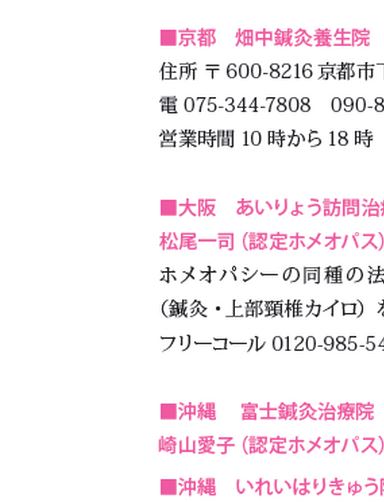 ■京都　畑中鍼灸養生院
住所 〒600-8216 京都市
電 075-344-7808　090-8
営業時間 10 時から 18 時
■大阪　あいりょう訪問治
松尾一司（認定ホメオパス）
ホメオパシーの同種の法
（鍼灸・上部頸椎カイロ）を
フリーコール 0120-985-54
■沖縄　富士鍼灸治療院
崎山愛子（認定ホメオパス）
■沖縄　いれいはりきゅう